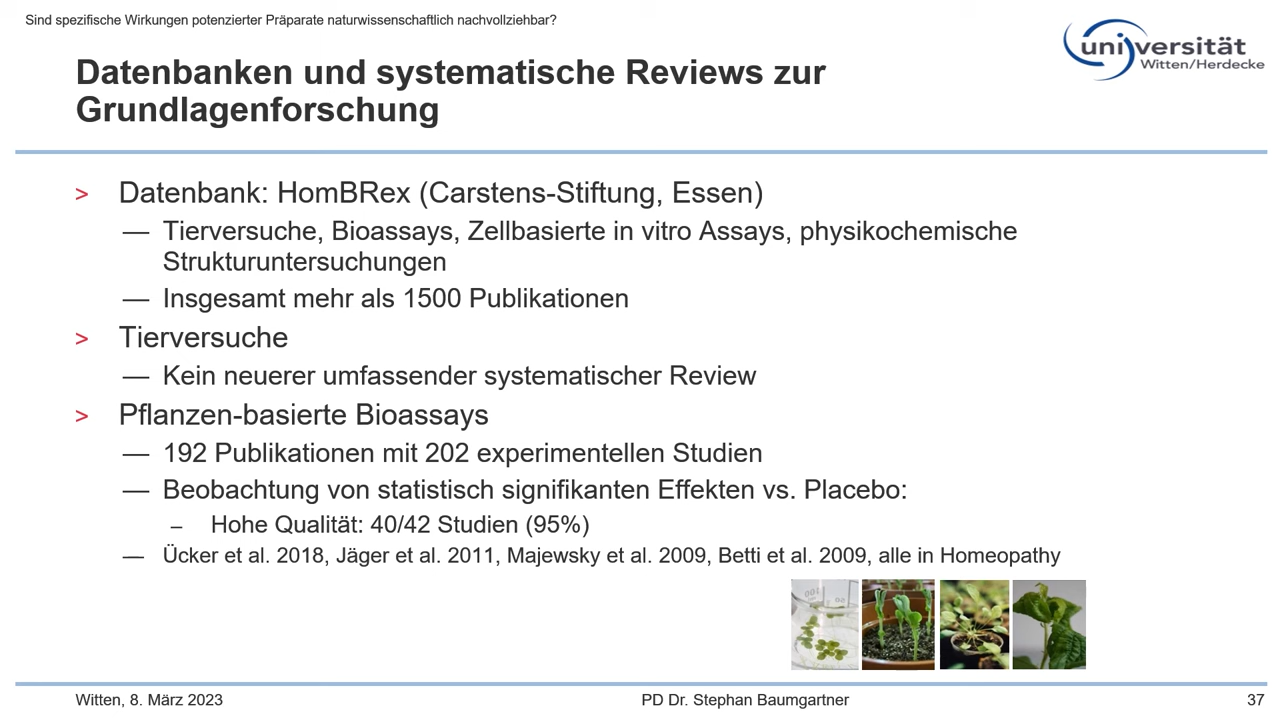 Sind spezifische Wirkungen potenzierter Präparate naturwissenschaftlich nachvollziehbar?
universität
Witten/Herdecke
Datenbanken und systematische Reviews zur
Grundlagenforschung
> Datenbank: HomBRex (Carstens-Stiftung, Essen)
— Tierversuche, Bioassays, Zellbasierte in vitro Assays, physikochemische
Strukturuntersuchungen
— Insgesamt mehr als 1500 Publikationen
> Tierversuche
— Kein neuerer umfassender systematischer Review
> Pflanzen-basierte Bioassays
— 192 Publikationen mit 202 experimentellen Studien
— Beobachtung von statistisch signifikanten Effekten vs. Placebo:
– Hohe Qualität: 40/42 Studien (95%)
— Ücker et al. 2018, Jäger et al. 2011, Majewsky et al. 2009, Betti et al. 2009, alle in Homeopathy
Witten, 8. März 2023
PD Dr. Stephan Baumgartner
37